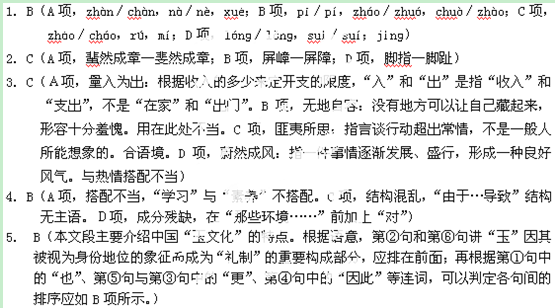 1. B（A项，zhàn／chàn，nà／nè，xuè；B项，pī／pí，zháo／zhuó，chuò／zhào；C项，
zháo／cháo，rú，mí；D项，lóng／lǒng，suì／suí；jìng）
2. C（A项，蜚然成章—斐然成章；B项，屏嶂—屏障；D项，脚指—脚趾）
3. C（A项，量入为出：根据收入的多少来定开支的限度，“入”和“出”是指“收入”和
“支出”，不是“在家”和“出门”。B项，无地自容：没有地方可以让自己藏起来，
形容十分羞愧。用在此处不当。C项，匪夷所思：指言谈行动超出常情，不是一般人
所能想象的。合语境。D项，蔚然成风：指一件事情逐渐发展、盛行，形成一种良好
风气。与热情搭配不当）
4. B（A项，搭配不当，“学习”与“素养”不搭配。C项，结构混乱，“由于…导致”结构
无主语。D项，成分残缺，在“那些环境……”前加上“对”）
5. B（本文段主要介绍中国“玉文化”的特点。根据语意，第②句和第⑥句讲“玉”因其
被视为身份地位的象征而成为“礼制”的重要构成部分，应排在前面；再根据第①句中
的“也”、第⑤句与第③句中的“更”、第④句中的“因此”等连词，可以判定各句间的
排序应如B项所示。）